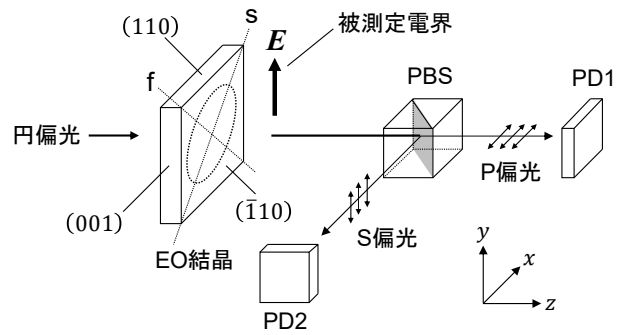 (110)
s
E
被測定電界
f
PBS
PD1
円偏光
P偏光
(001)
(1̄10)
S偏光
EO結晶
PD2
y
x
z